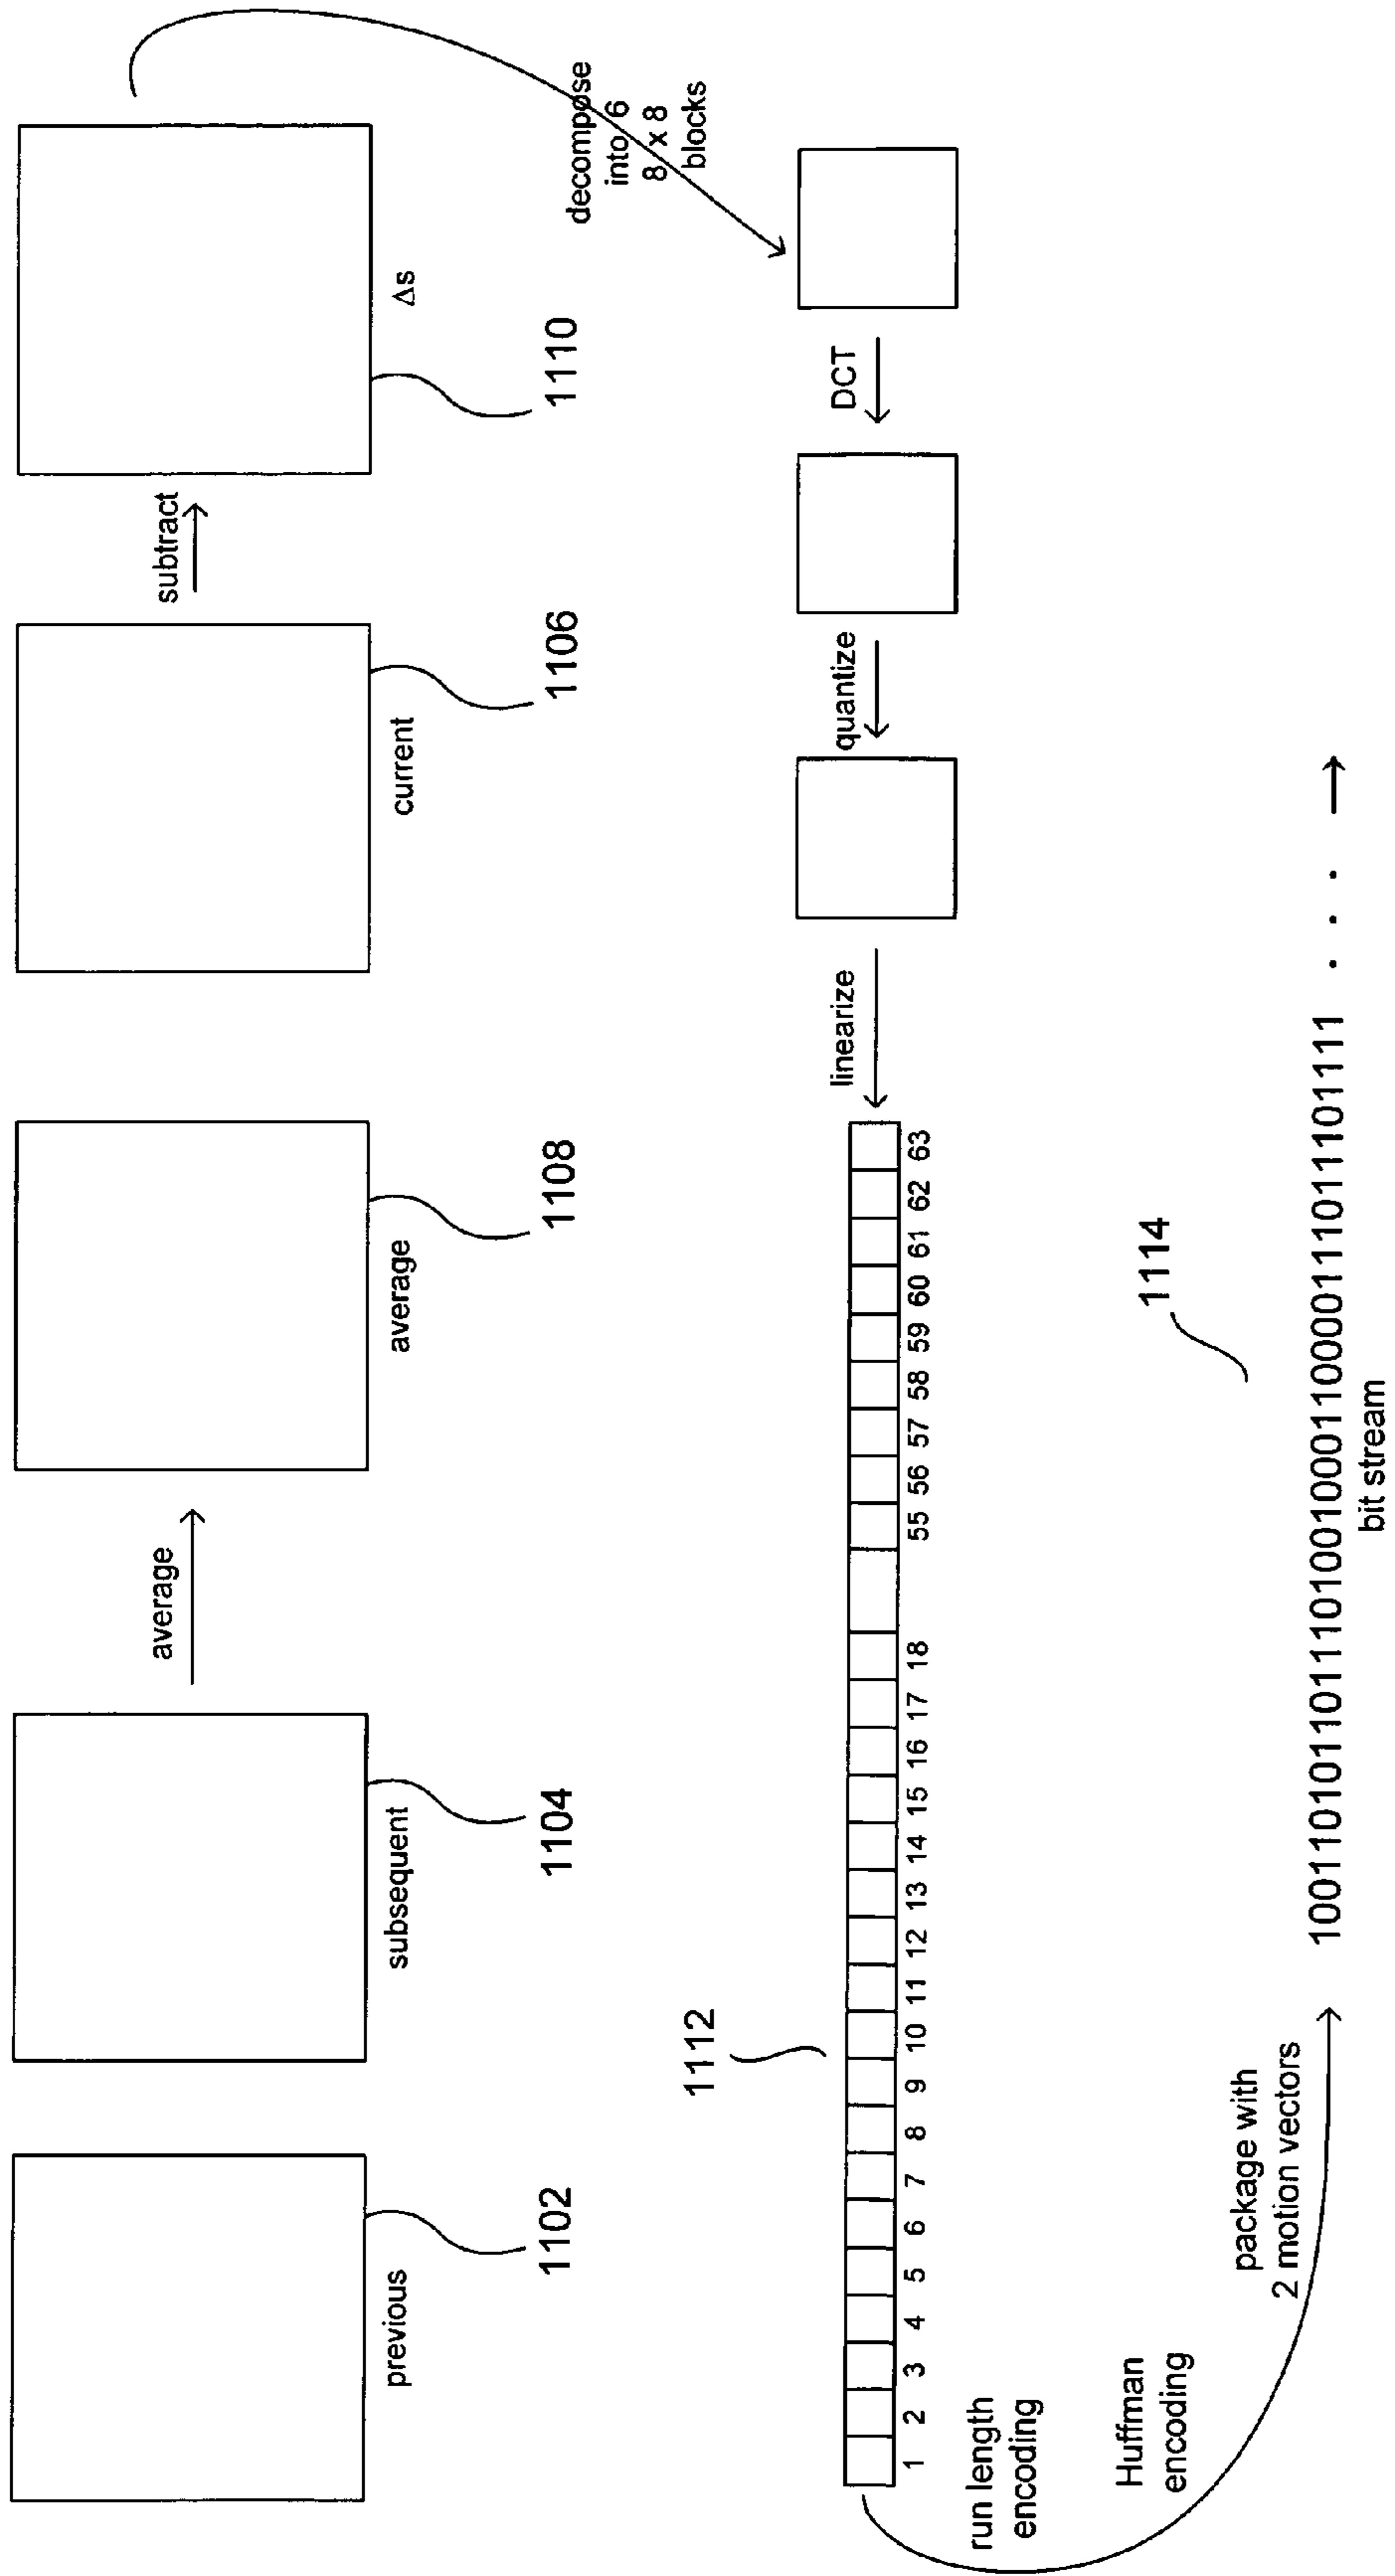 previous
1102
subsequent
1104
average
average
1108
current
1106
subtract
Δs
1110
decompose
into 6
8 x 8
blocks
DCT
quantize
linearize
1112
1 2 3 4 5 6 7 8 9 10 11 12 13 14 15 16 17 18 55 56 57 58 59 60 61 62 63
run length
encoding
Huffman
encoding
package with
2 motion vectors
1114
bit stream